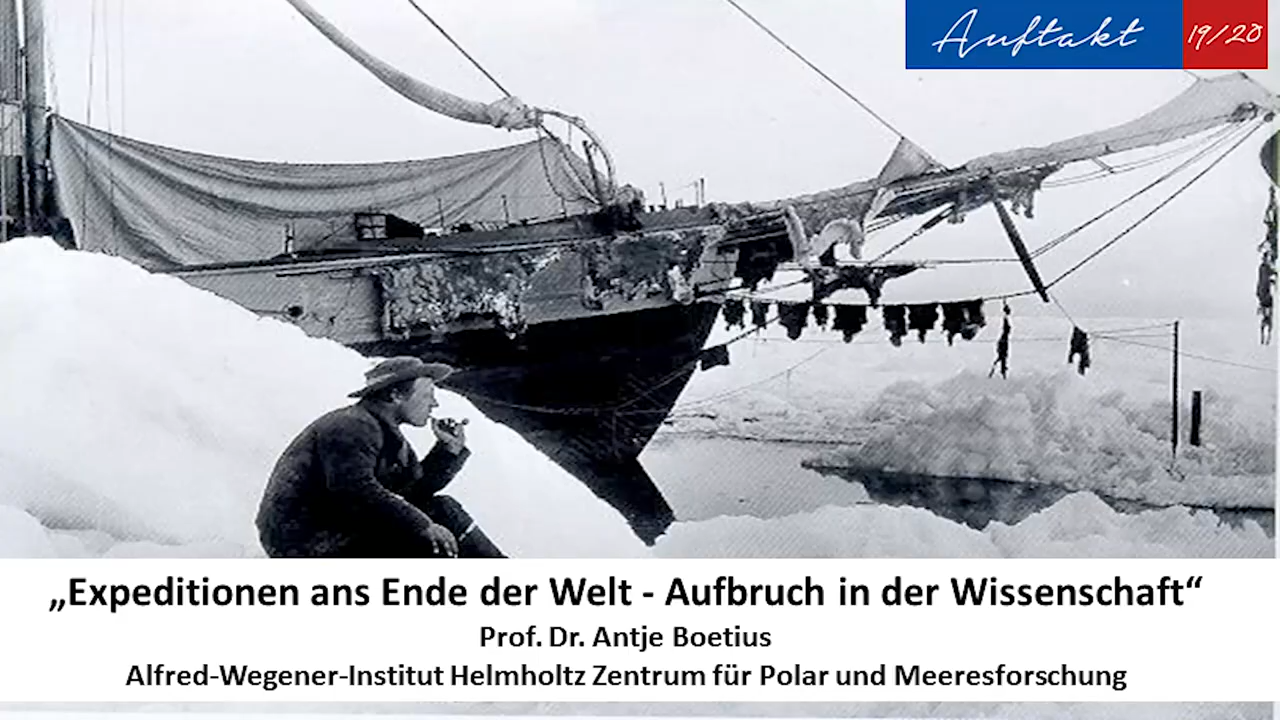 Auftakt 19/20
„Expeditionen ans Ende der Welt - Aufbruch in der Wissenschaft“
Prof. Dr. Antje Boetius
Alfred-Wegener-Institut Helmholtz Zentrum für Polar und Meeresforschung